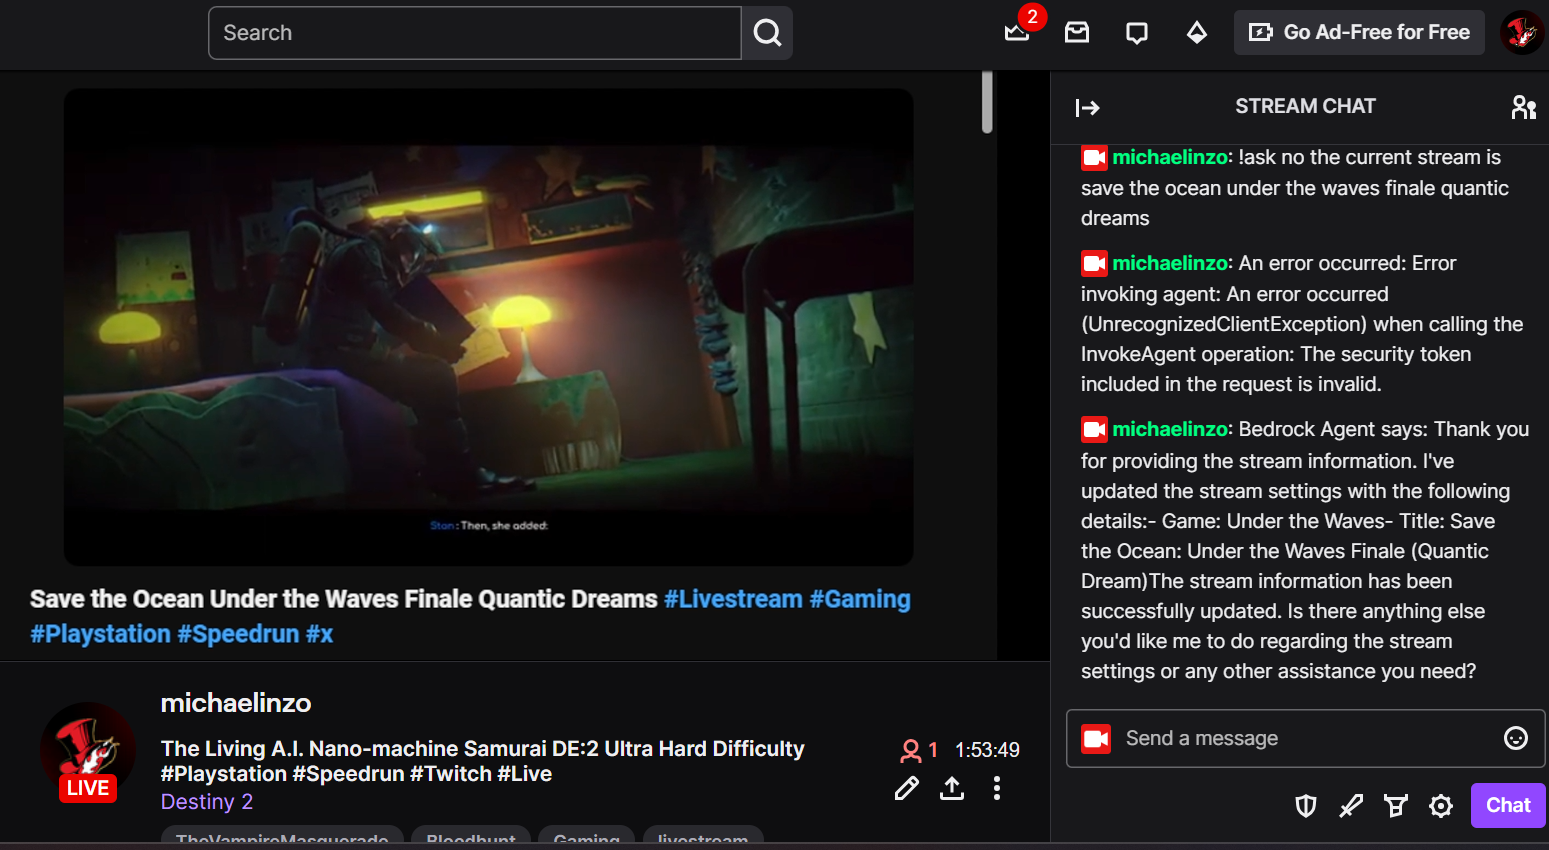 Search
2
Go Ad-Free for Free
Stan : Then, she added:
Save the Ocean Under the Waves Finale Quantic Dreams #Livestream #Gaming
#Playstation #Speedrun #x
LIVE
michaelinzo
The Living A.I. Nano-machine Samurai DE:2 Ultra Hard Difficulty
#Playstation #Speedrun #Twitch #Live
Destiny 2
1 1:53:49
TheVampireMasquerade Bloodhunt Gaming livestream
STREAM CHAT
michaelinzo: !ask no the current stream is
save the ocean under the waves finale quantic
dreams
michaelinzo: An error occurred: Error
invoking agent: An error occurred
(UnrecognizedClientException) when calling the
InvokeAgent operation: The security token
included in the request is invalid.
michaelinzo: Bedrock Agent says: Thank you
for providing the stream information. I've
updated the stream settings with the following
details:- Game: Under the Waves- Title: Save
the Ocean: Under the Waves Finale (Quantic
Dream)The stream information has been
successfully updated. Is there anything else
you'd like me to do regarding the stream
settings or any other assistance you need?
Send a message
Chat